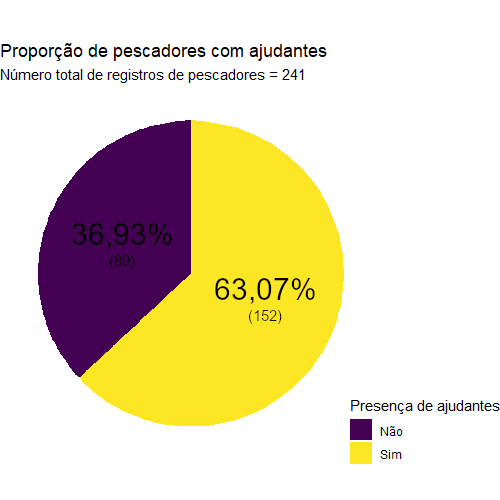 Proporção de pescadores com ajudantes
Número total de registros de pescadores = 241
36,93%
(89)
63,07%
(152)
Presença de ajudantes
Não
Sim